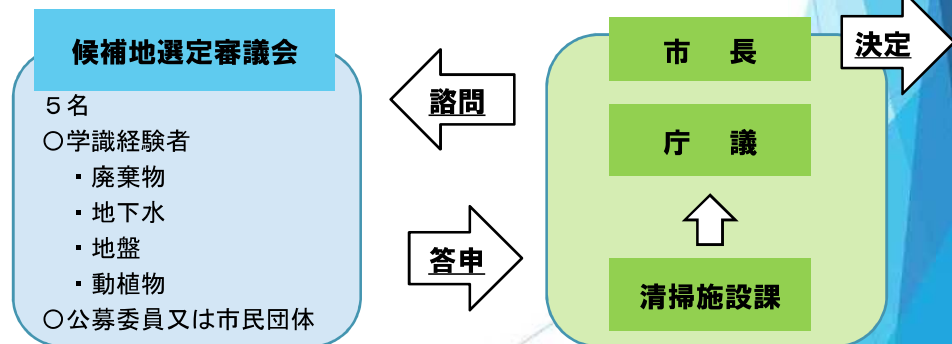 候補地選定審議会
５名
〇学識経験者
・廃棄物
・地下水
・地盤
・動植物
〇公募委員又は市民団体
諮問
答申
市　長
庁　議
清掃施設課
決定